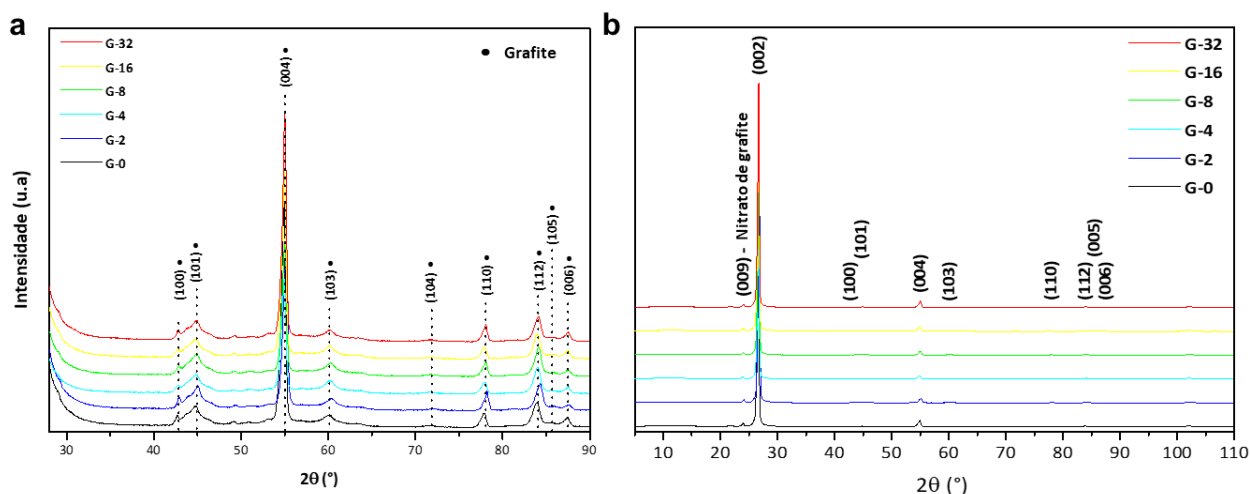 a
G-32
G-16
G-8
G-4
G-2
G-0
• Grafite
(100) •
(101) •
(004) •
(103) •
(104) •
(110) •
(112) •
(105) •
(006) •
Intensidade (u.a)
30 40 50 60 70 80 90
2θ (°)
b
G-32
G-16
G-8
G-4
G-2
G-0
(009) - Nitrato de grafite
(002)
(100)
(101)
(004)
(103)
(110)
(112)
(005)
(006)
10 20 30 40 50 60 70 80 90 100 110
2θ (°)